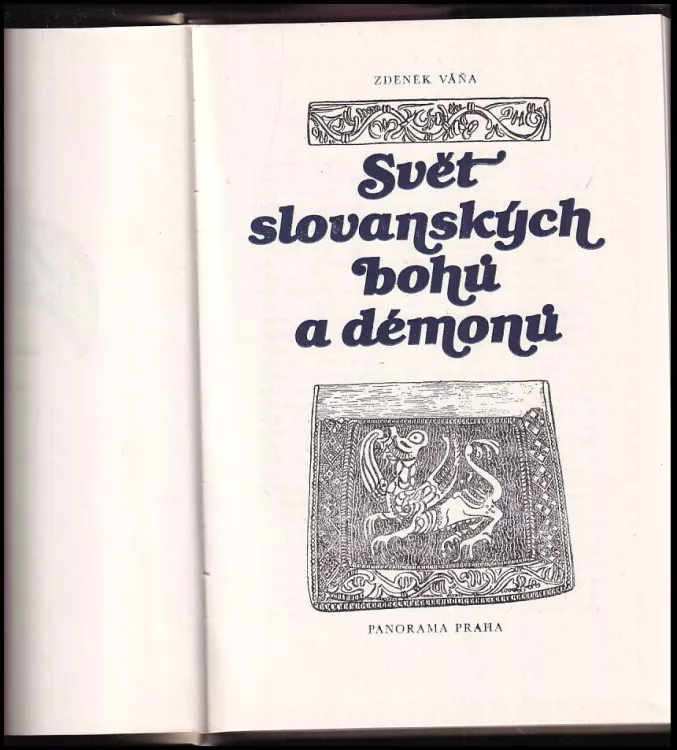 ZDENĚK VÁŇA
Svět
slovanských
bohů
a démonů
PANORAMA PRAHA